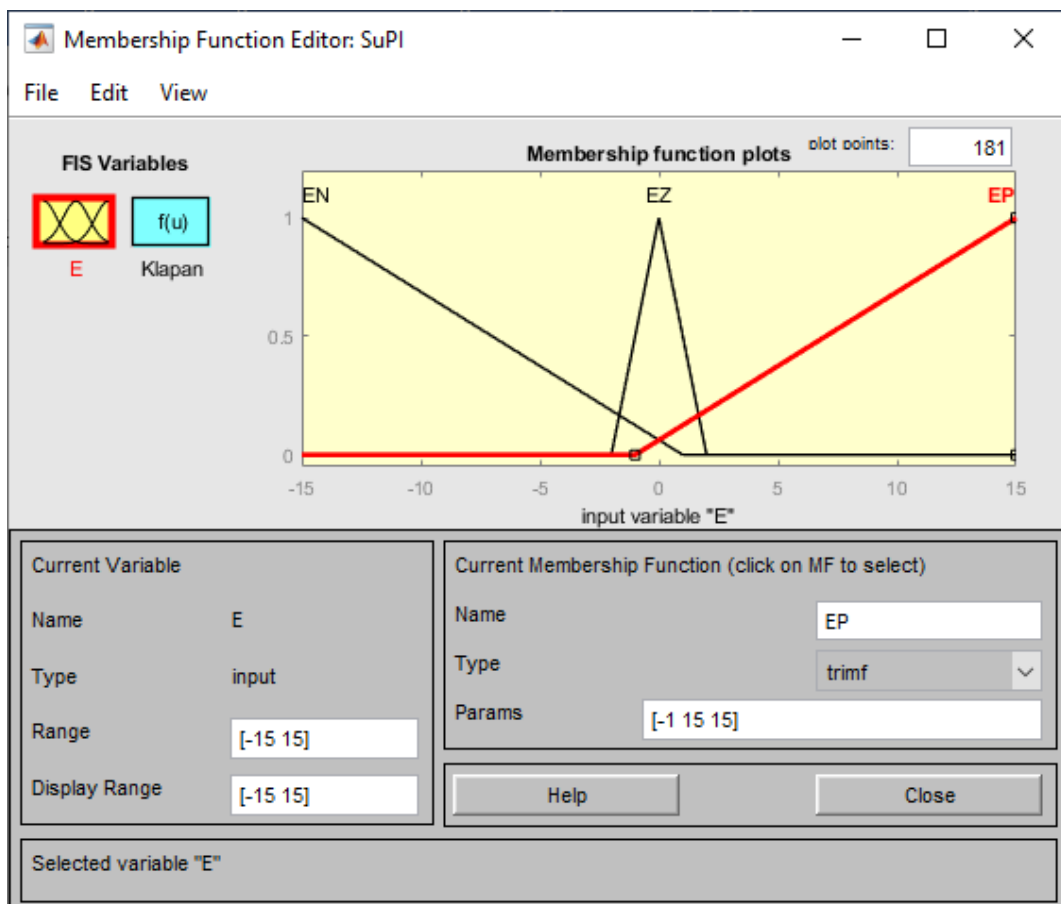 Membership Function Editor: SuPI
File Edit View
FIS Variables
f(u)
E
Klapan
Membership function plots
plot points:
181
EN
EZ
EP
1
0.5
0
-15
-10
-5
0
5
10
15
input variable "E"
Current Variable
Name E
Type input
Range [-15 15]
Display Range [-15 15]
Current Membership Function (click on MF to select)
Name EP
Type trimf
Params [-1 15 15]
Help
Close
Selected variable "E"